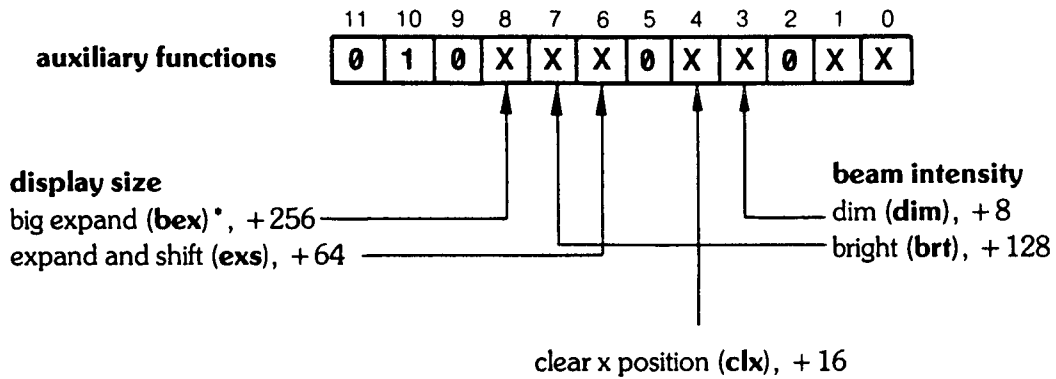 11 10 9 8 7 6 5 4 3 2 1 0
auxiliary functions 0 1 0 X X X 0 X X 0 X X
display size
big expand (bex)*, +256
expand and shift (exs), +64
beam intensity
dim (dim), +8
bright (brt), +128
clear x position (clx), +16